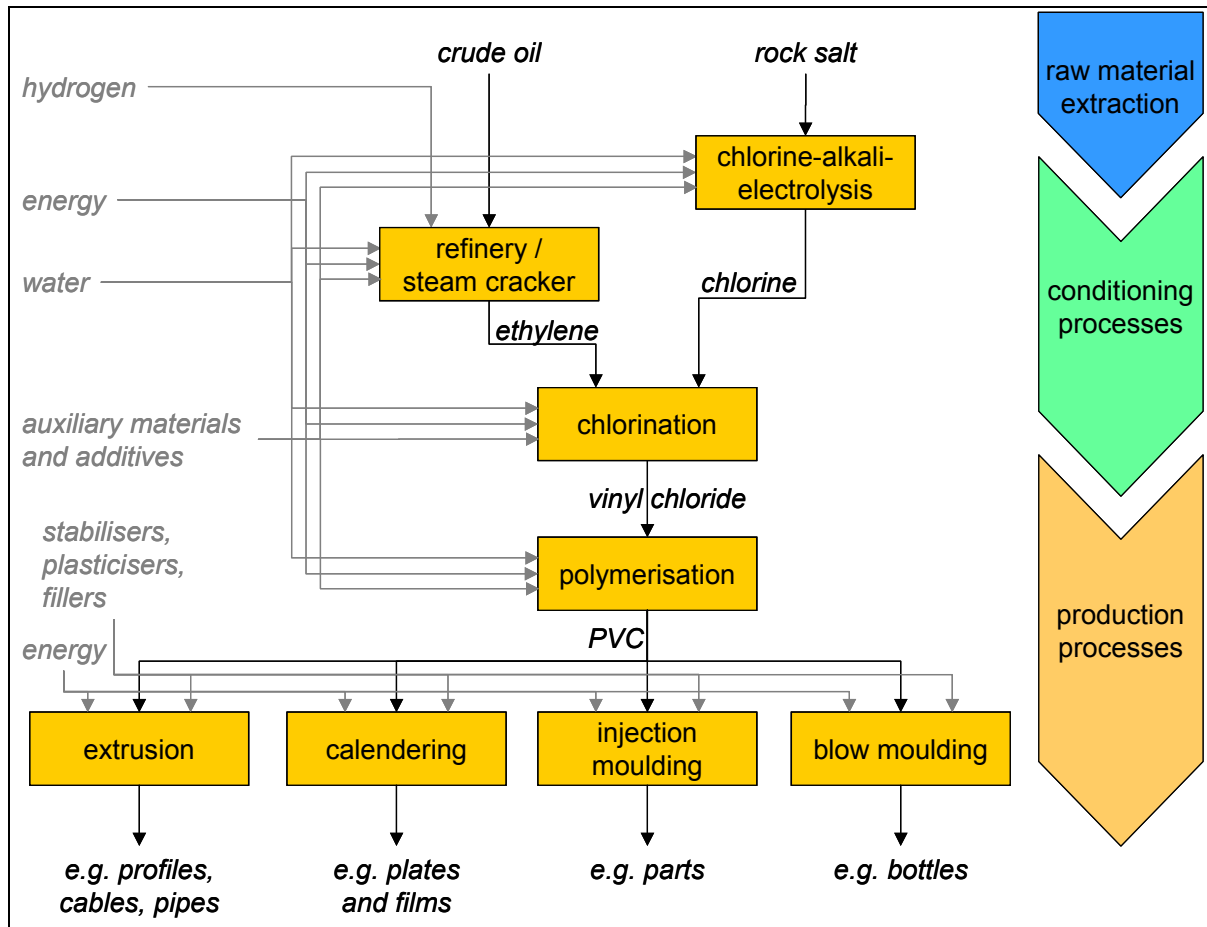 crude oil
rock salt
raw material
extraction
hydrogen
chlorine-alkali-
electrolysis
energy
refinery /
steam cracker
water
chlorine
conditioning
processes
ethylene
auxiliary materials
and additives
chlorination
vinyl chloride
stabilisers,
plasticisers,
fillers
polymerisation
production
processes
PVC
energy
extrusion
calendering
injection
moulding
blow moulding
e.g. profiles,
cables, pipes
e.g. plates
and films
e.g. parts
e.g. bottles